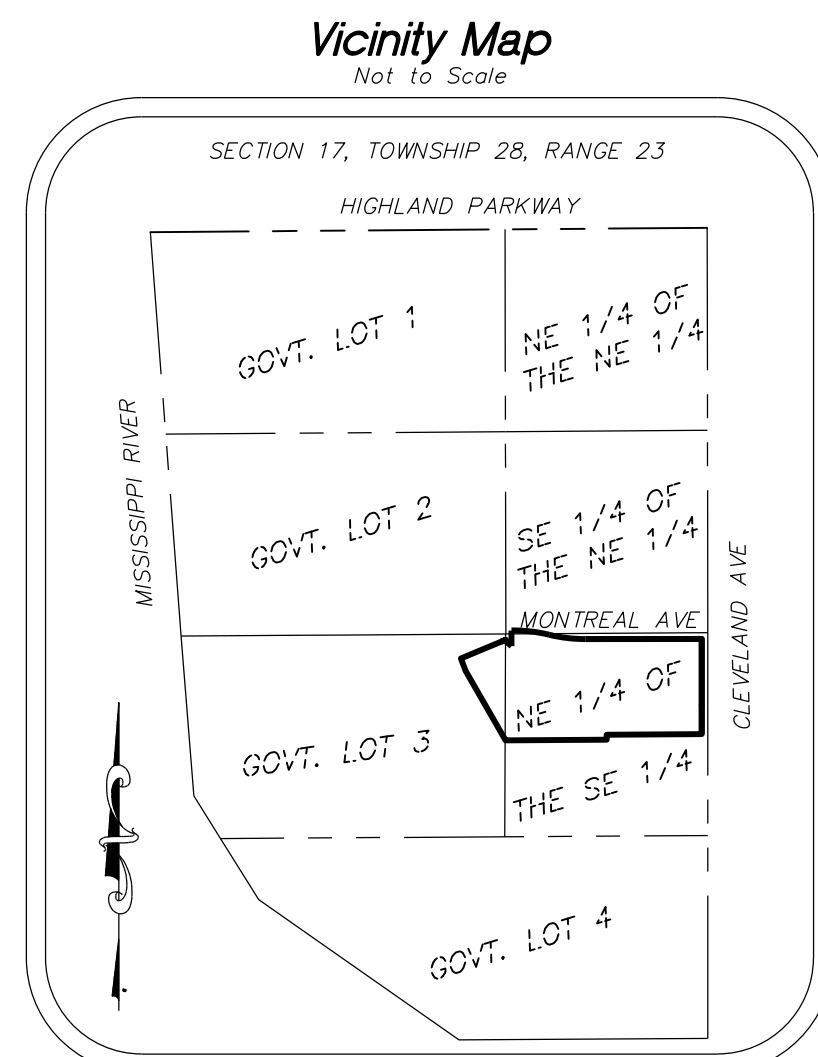 Vicinity Map
Not to Scale
SECTION 17, TOWNSHIP 28, RANGE 23
HIGHLAND PARKWAY
GOVT. LOT 1
NE 1/4 OF
THE NE 1/4
MISSISSIPPI RIVER
GOVT. LOT 2
SE 1/4 OF
THE NE 1/4
MONTREAL AVE
CLEVELAND AVE
GOVT. LOT 3
NE 1/4 OF
THE SE 1/4
GOVT. LOT 4